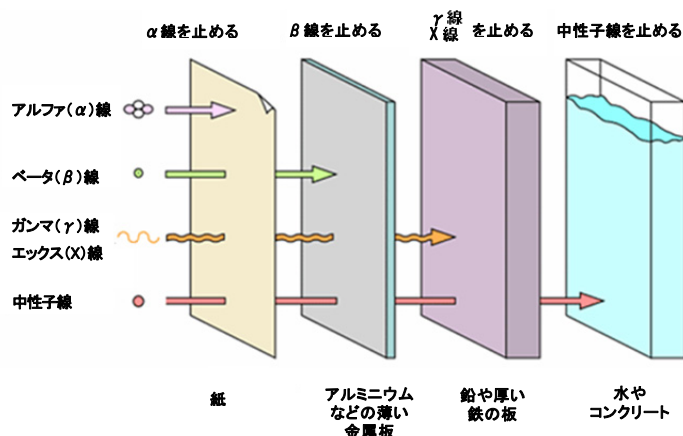 α線を止める
β線を止める
γ線
X線
を止める
中性子線を止める
アルファ(α)線
ベータ(β)線
ガンマ(γ)線
エックス(X)線
中性子線
紙
アルミニウム
などの薄い
金属板
鉛や厚い
鉄の板
水や
コンクリート